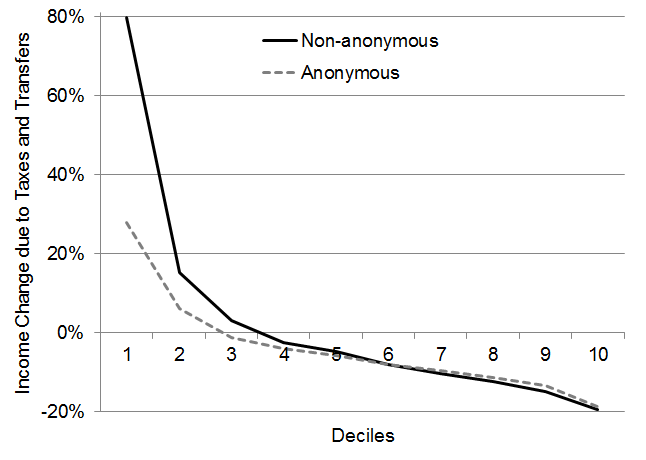 80%
Non-anonymous
Anonymous
60%
40%
20%
0%
1 2 3 4 5 6 7 8 9 10
-20%
Deciles
Income Change due to Taxes and Transfers